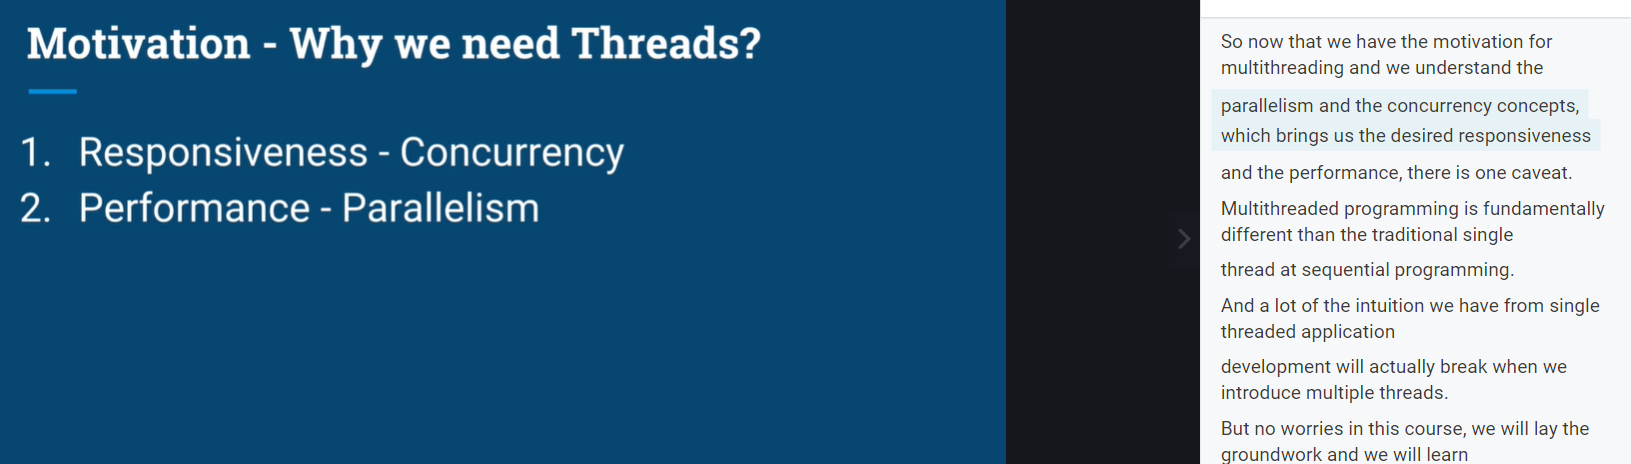 Motivation - Why we need Threads?
1. Responsiveness - Concurrency
2. Performance - Parallelism
So now that we have the motivation for
multithreading and we understand the
parallelism and the concurrency concepts,
which brings us the desired responsiveness
and the performance, there is one caveat.
Multithreaded programming is fundamentally
different than the traditional single
thread at sequential programming.
And a lot of the intuition we have from single
threaded application
development will actually break when we
introduce multiple threads.
But no worries in this course, we will lay the
groundwork and we will learn